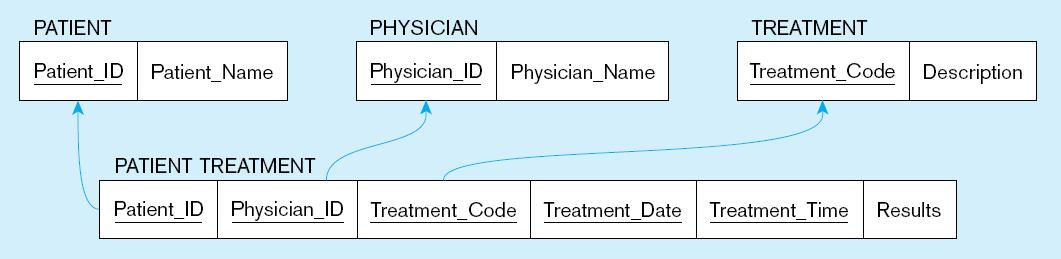 PATIENT
Patient_ID Patient_Name
PHYSICIAN
Physician_ID Physician_Name
TREATMENT
Treatment_Code Description
PATIENT TREATMENT
Patient_ID Physician_ID Treatment_Code Treatment_Date Treatment_Time Results